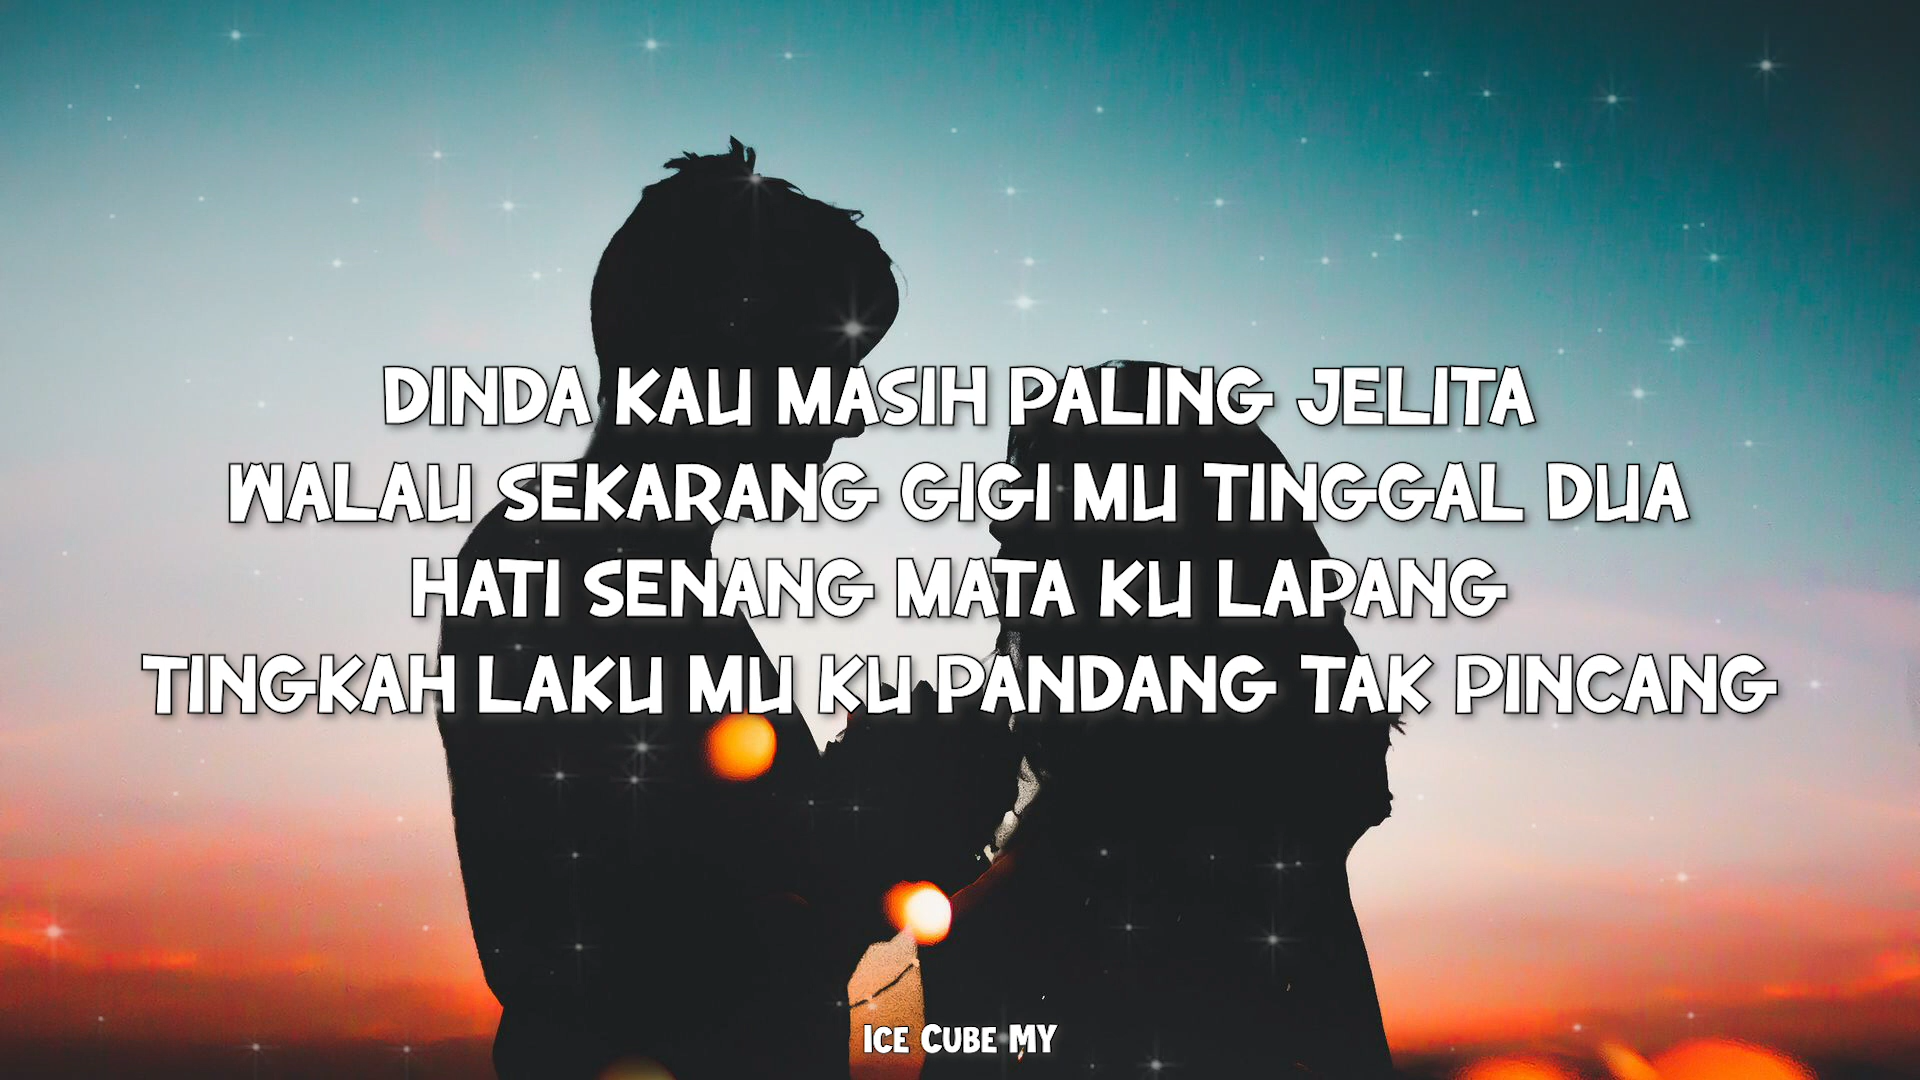 DINDA KAU MASIH PALING JELITA
WALAU SEKARANG GIGI MU TINGGAL DUA
HATI SENANG MATA KU LAPANG
TINGKAH LAKU MU KU PANDANG TAK PINCANG
ICE CUBE MY